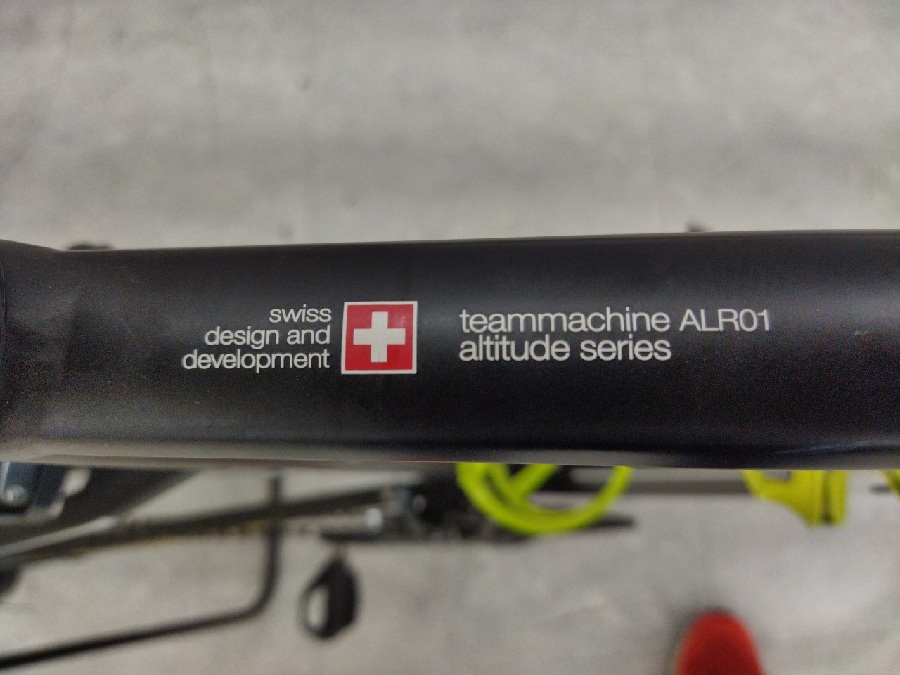 swiss
design and
development
teammachine ALR01
altitude series